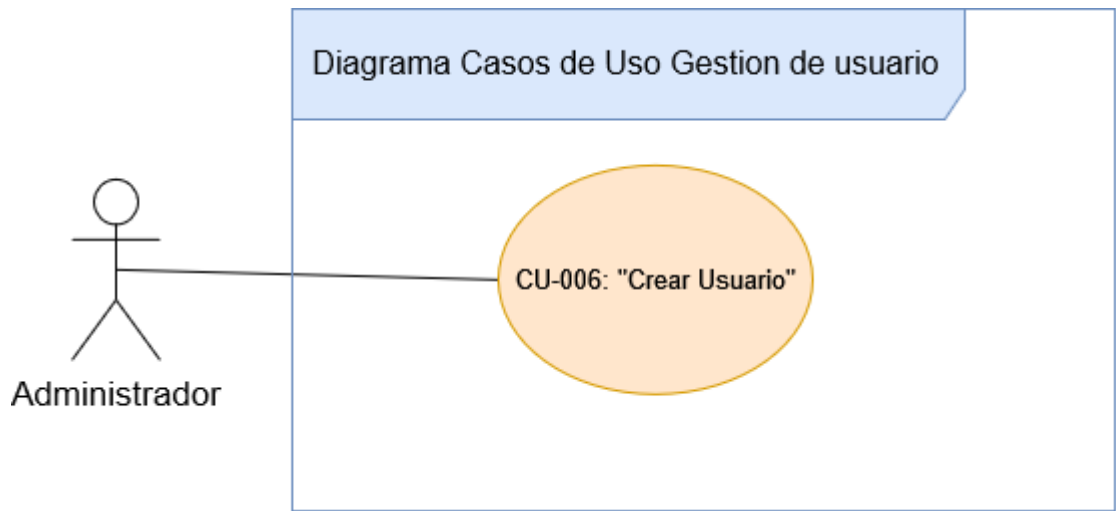 Diagrama Casos de Uso Gestion de usuario
CU-006: "Crear Usuario"
Administrador